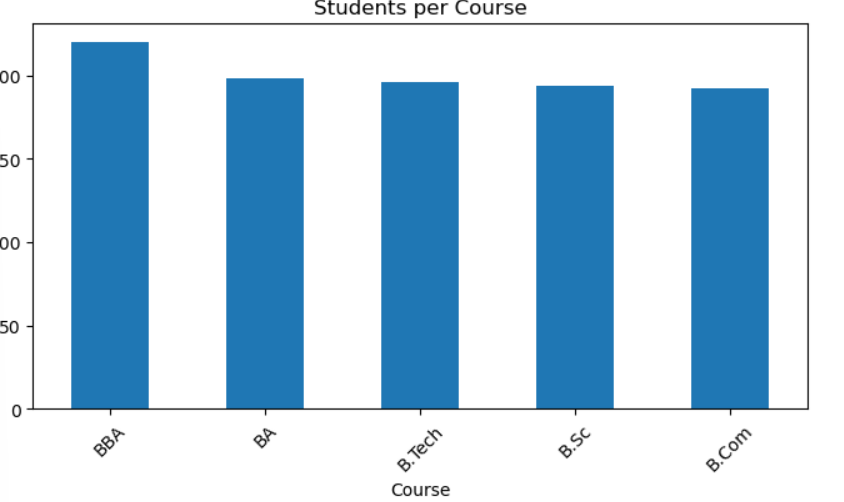 Students per Course
00
50
00
50
0
BBA
BA
B.Tech
B.Sc
B.Com
Course